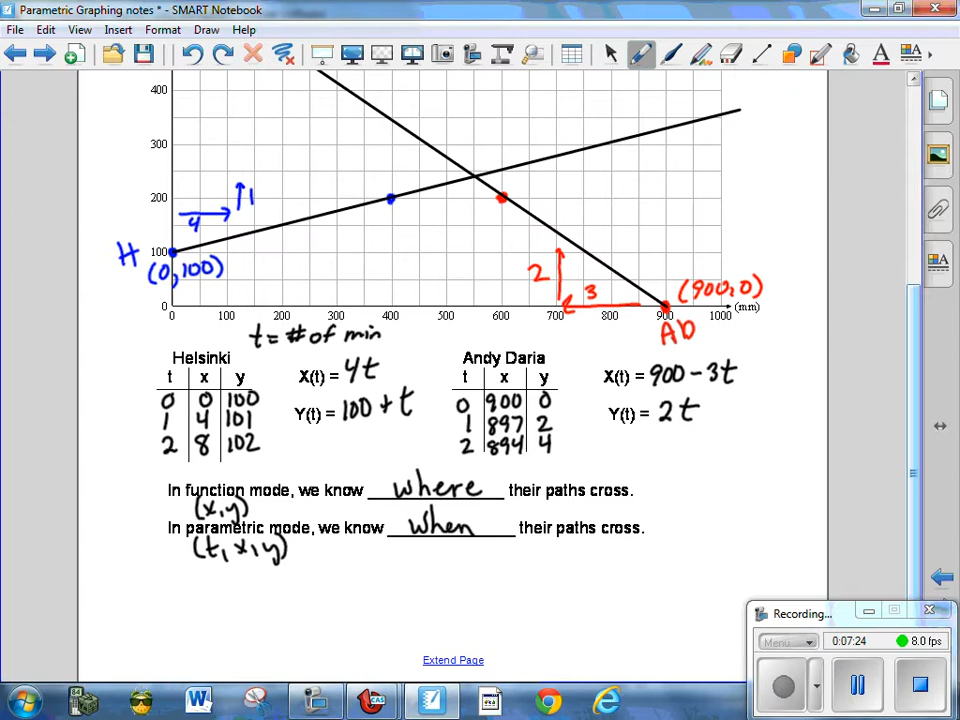 Parametric Graphing notes * - SMART Notebook
File Edit View Insert Format Draw Help
400
300
200
100
0
0 100 200 300 400 500 600 700 800 900 1000 (mm)
4 1
H
(0,100)
2
3
(900,0)
AD
t = # of min
Helsinki
t x y
0 0 100
1 4 101
2 8 102
X(t) = 4t
Y(t) = 100 + t
Andy Daria
t x y
0 900 0
1 897 2
2 894 4
X(t) = 900 - 3t
Y(t) = 2t
In function mode, we know where their paths cross.
(x,y)
In parametric mode, we know when their paths cross.
(t, x, y)
Extend Page
Recording...
Menu 0:07:24 8.0 fps